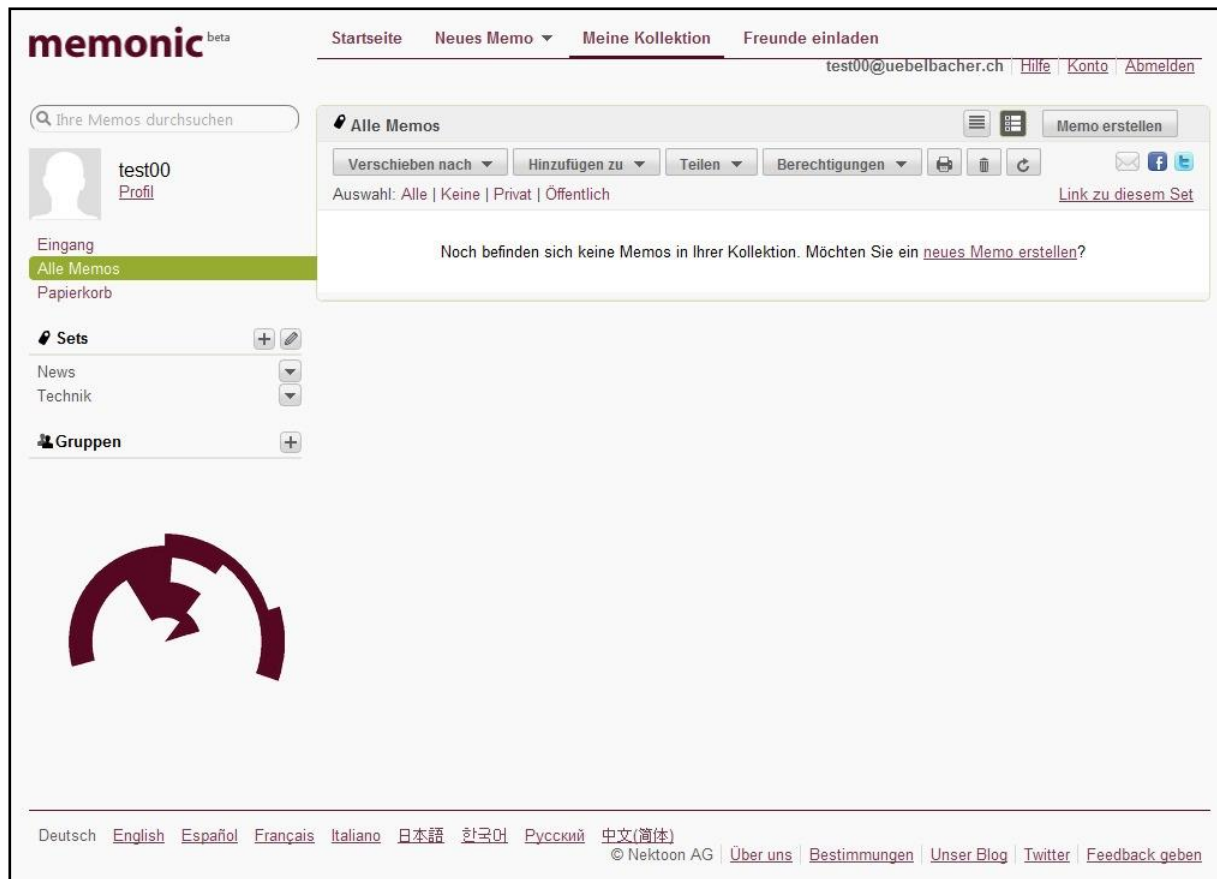 memonic beta
Startseite Neues Memo Meine Kollektion Freunde einladen
test00@uebelbacher.ch Hilfe Konto Abmelden
Ihre Memos durchsuchen
test00
Profil
Eingang
Alle Memos
Papierkorb
Sets
News
Technik
Gruppen
Alle Memos Memo erstellen
Verschieben nach Hinzufügen zu Teilen Berechtigungen
Auswahl: Alle | Keine | Privat | Öffentlich Link zu diesem Set
Noch befinden sich keine Memos in Ihrer Kollektion. Möchten Sie ein neues Memo erstellen?
Deutsch English Español Français Italiano 日本語 한국어 Русский 中文(简体)
© Nektoon AG Über uns Bestimmungen Unser Blog Twitter Feedback geben